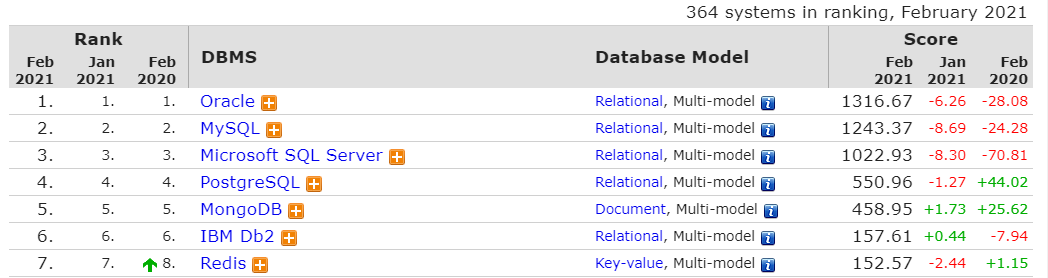 364 systems in ranking, February 2021
Rank DBMS Database Model Score
Feb 2021 Jan 2021 Feb 2020 Feb 2021 Jan 2021 Feb 2020
1. 1. 1. Oracle Relational, Multi-model 1316.67 -6.26 -28.08
2. 2. 2. MySQL Relational, Multi-model 1243.37 -8.69 -24.28
3. 3. 3. Microsoft SQL Server Relational, Multi-model 1022.93 -8.30 -70.81
4. 4. 4. PostgreSQL Relational, Multi-model 550.96 -1.27 +44.02
5. 5. 5. MongoDB Document, Multi-model 458.95 +1.73 +25.62
6. 6. 6. IBM Db2 Relational, Multi-model 157.61 +0.44 -7.94
7. 7. 8. Redis Key-value, Multi-model 152.57 -2.44 +1.15